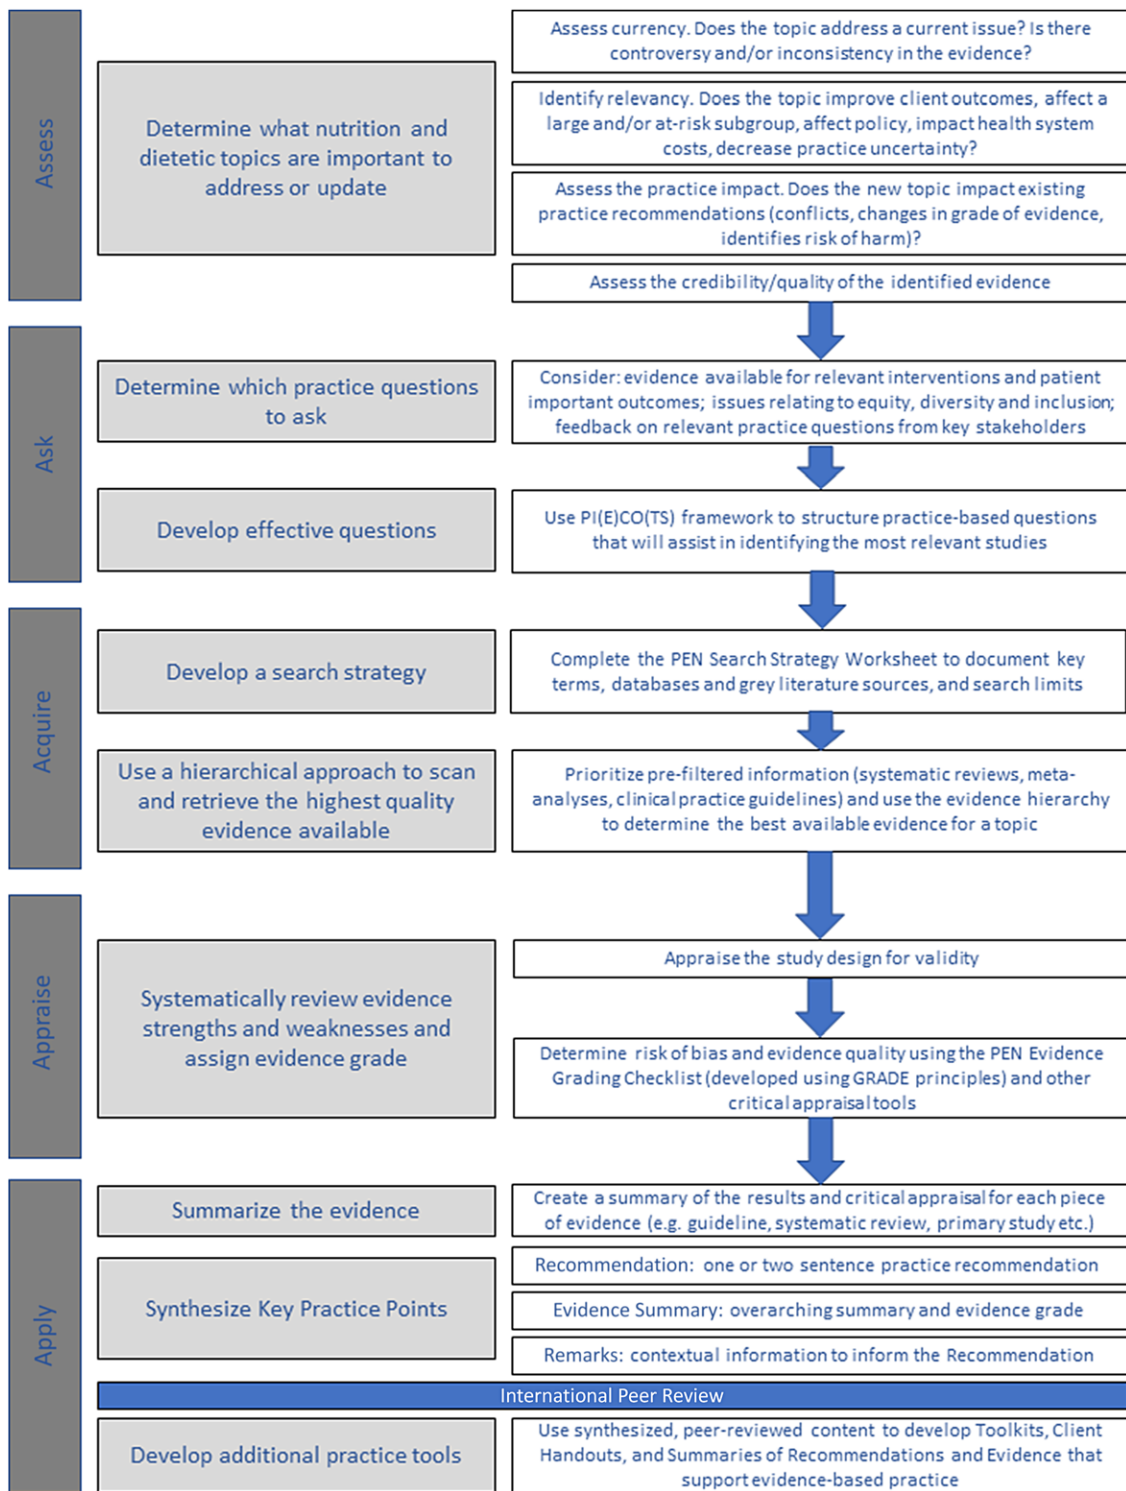 Assess
Determine what nutrition and
dietetic topics are important to
address or update
Assess currency. Does the topic address a current issue? Is there
controversy and/or inconsistency in the evidence?
Identify relevancy. Does the topic improve client outcomes, affect a
large and/or at-risk subgroup, affect policy, impact health system
costs, decrease practice uncertainty?
Assess the practice impact. Does the new topic impact existing
practice recommendations (conflicts, changes in grade of evidence,
identifies risk of harm)?
Assess the credibility/quality of the identified evidence
Ask
Determine which practice questions
to ask
Consider: evidence available for relevant interventions and patient
important outcomes; issues relating to equity, diversity and inclusion;
feedback on relevant practice questions from key stakeholders
Develop effective questions
Use PI(E)CO(TS) framework to structure practice-based questions
that will assist in identifying the most relevant studies
Acquire
Develop a search strategy
Complete the PEN Search Strategy Worksheet to document key
terms, databases and grey literature sources, and search limits
Use a hierarchical approach to scan
and retrieve the highest quality
evidence available
Prioritize pre-filtered information (systematic reviews, meta-
analyses, clinical practice guidelines) and use the evidence hierarchy
to determine the best available evidence for a topic
Appraise
Systematically review evidence
strengths and weaknesses and
assign evidence grade
Appraise the study design for validity
Determine risk of bias and evidence quality using the PEN Evidence
Grading Checklist (developed using GRADE principles) and other
critical appraisal tools
Apply
Summarize the evidence
Create a summary of the results and critical appraisal for each piece
of evidence (e.g. guideline, systematic review, primary study etc.)
Synthesize Key Practice Points
Recommendation: one or two sentence practice recommendation
Evidence Summary: overarching summary and evidence grade
Remarks: contextual information to inform the Recommendation
International Peer Review
Develop additional practice tools
Use synthesized, peer-reviewed content to develop Toolkits, Client
Handouts, and Summaries of Recommendations and Evidence that
support evidence-based practice